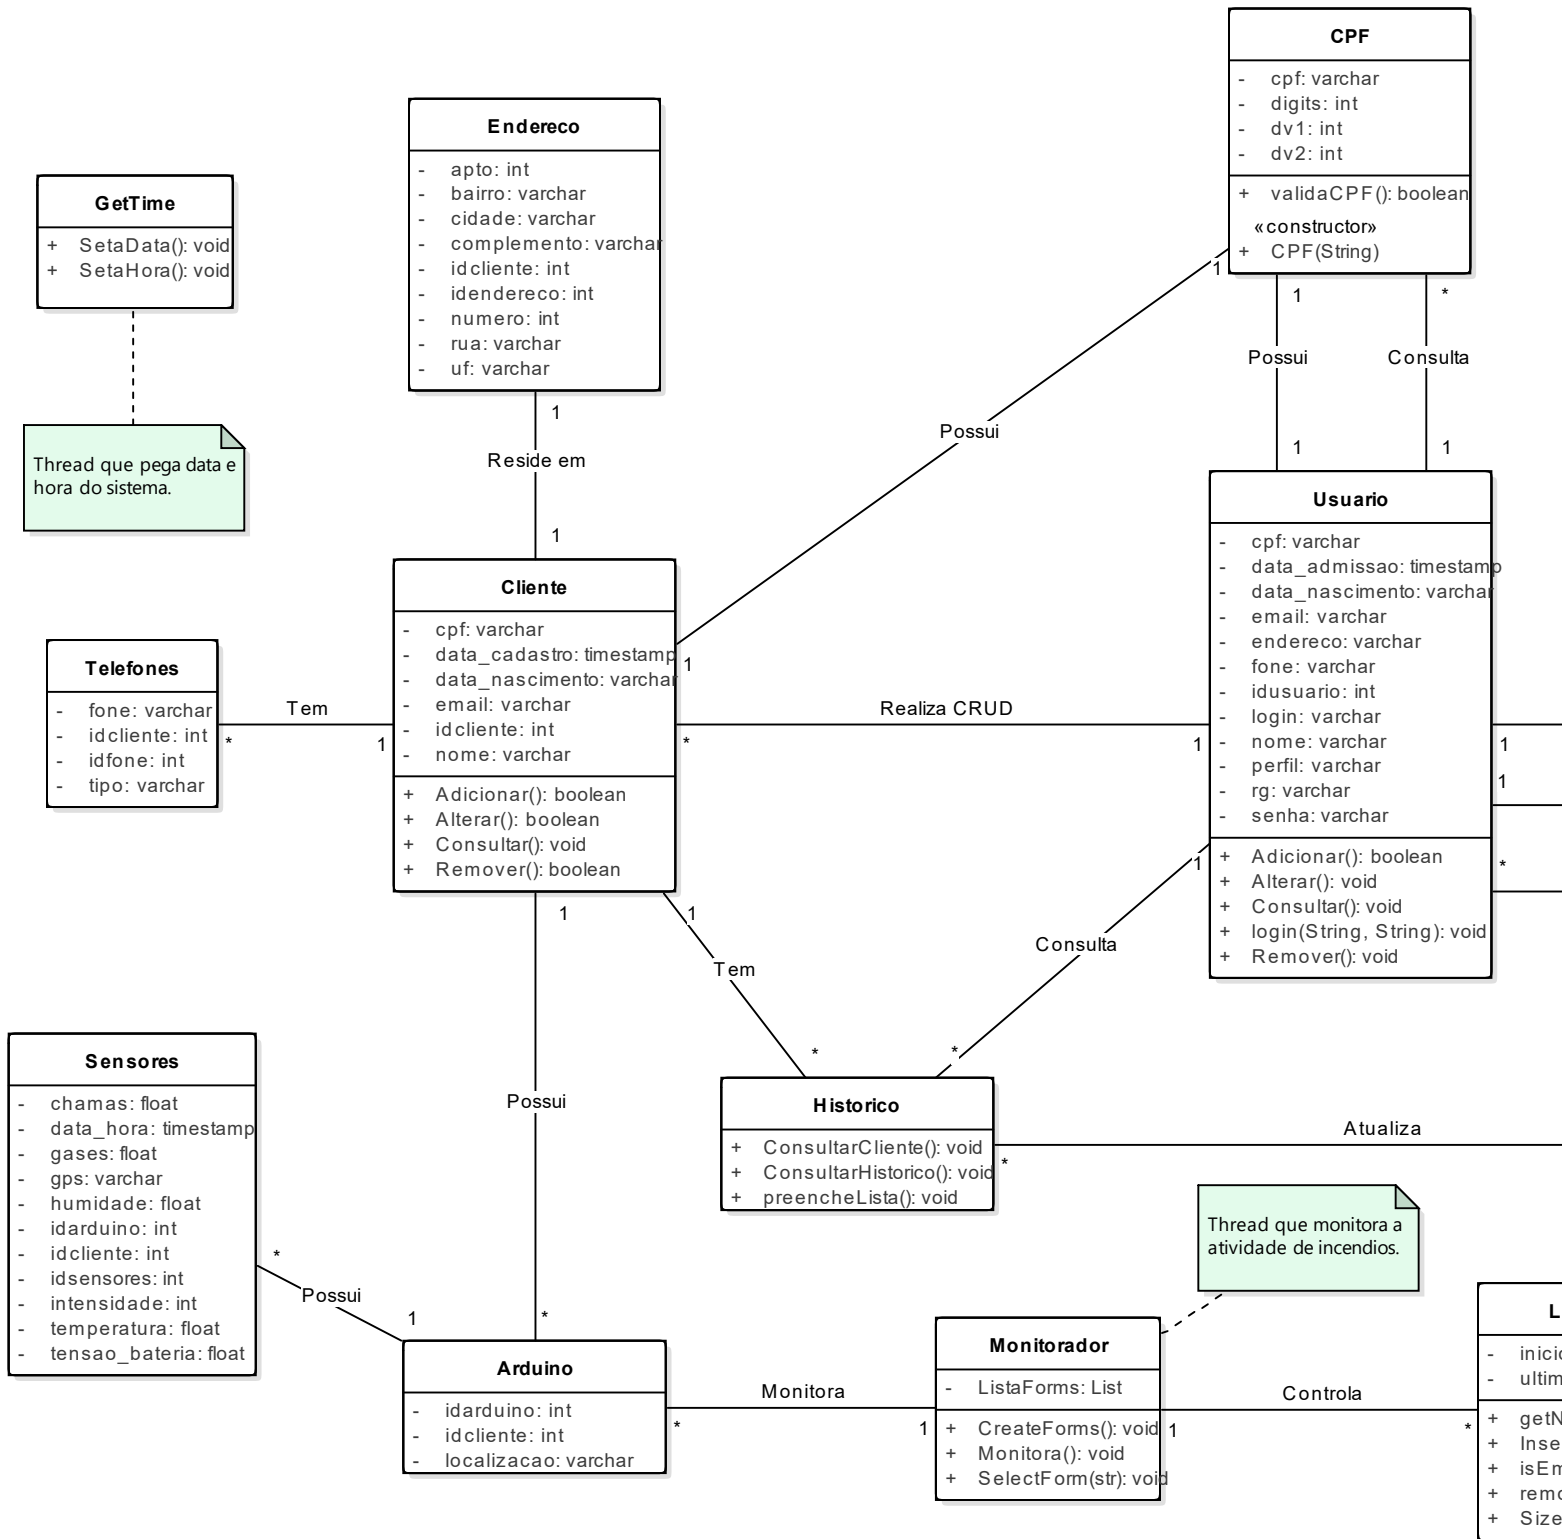 CPF
- cpf: varchar
- digits: int
- dv1: int
- dv2: int
+ validaCPF(): boolean
«constructor»
+ CPF(String)
Endereco
- apto: int
- bairro: varchar
- cidade: varchar
- complemento: varchar
- idcliente: int
- idendereco: int
- numero: int
- rua: varchar
- uf: varchar
GetTime
+ SetaData(): void
+ SetaHora(): void
Thread que pega data e
hora do sistema.
1
Reside em
1
1
Possui
1
1
Possui
1
*
Consulta
1
Usuario
- cpf: varchar
- data_admissao: timestamp
- data_nascimento: varchar
- email: varchar
- endereco: varchar
- fone: varchar
- idusuario: int
- login: varchar
- nome: varchar
- perfil: varchar
- rg: varchar
- senha: varchar
+ Adicionar(): boolean
+ Alterar(): void
+ Consultar(): void
+ login(String, String): void
+ Remover(): void
1
1
*
Cliente
- cpf: varchar
- data_cadastro: timestamp
- data_nascimento: varchar
- email: varchar
- idcliente: int
- nome: varchar
+ Adicionar(): boolean
+ Alterar(): boolean
+ Consultar(): void
+ Remover(): boolean
Telefones
- fone: varchar
- idcliente: int
- idfone: int
- tipo: varchar
Tem
*
1
Realiza CRUD
*
1
1
Tem
*
1
Consulta
*
1
Possui
*
Sensores
- chamas: float
- data_hora: timestamp
- gases: float
- gps: varchar
- humidade: float
- idarduino: int
- idcliente: int
- idsensores: int
- intensidade: int
- temperatura: float
- tensao_bateria: float
*
Possui
1
Historico
+ ConsultarCliente(): void
+ ConsultarHistorico(): void
+ preencheLista(): void
Atualiza
*
Thread que monitora a
atividade de incendios.
Arduino
- idarduino: int
- idcliente: int
- localizacao: varchar
Monitora
*
1
Monitorador
- ListaForms: List
+ CreateForms(): void
+ Monitora(): void
+ SelectForm(str): void
Controla
1
*
L
-
-
+
+
+
+
+ Size